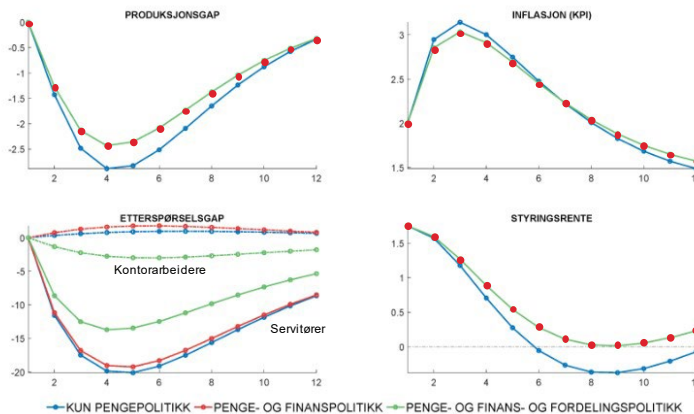 PRODUKSJONSGAP
0
-0.5
-1
-1.5
-2
-2.5
2 4 6 8 10 12
INFLASJON (KPI)
3
2.5
2
1.5
2 4 6 8 10 12
ETTERSPØRSELSGAP
0
-5
-10
-15
-20
Kontorarbeidere
Servitører
2 4 6 8 10 12
STYRINGSRENTE
1.5
1
0.5
0
2 4 6 8 10
KUN PENGEPOLITIKK PENGE- OG FINANSPOLITIKK PENGE- OG FINANS- OG FORDELINGSPOLITIKK